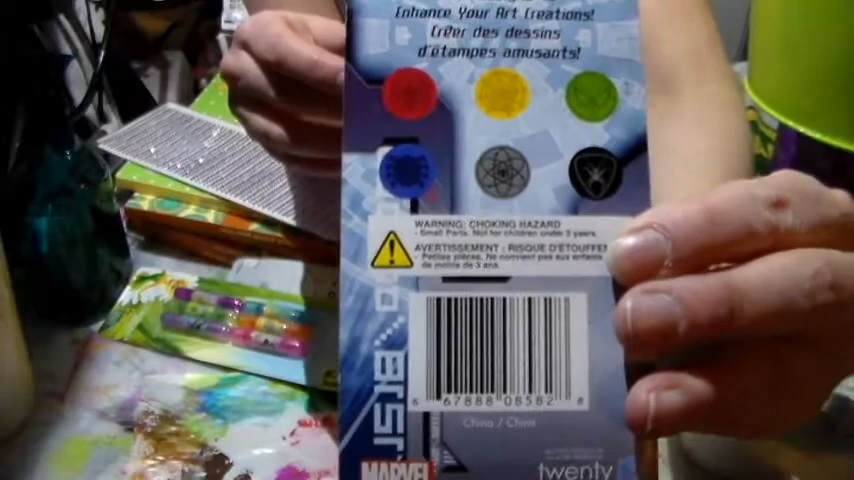 Enhance Your Art Creations!
Créer des dessins
d'étampes amusants!
WARNING: CHOKING HAZARD
- Small Parts. Not for children under 3 years.
AVERTISSEMENT : RISQUE D'ÉTOUFFE
- Petites pièces. Ne convient pas aux enfants
de moins de 3 ans.
6 67888 08582
China / Chine
MARVEL
twenty